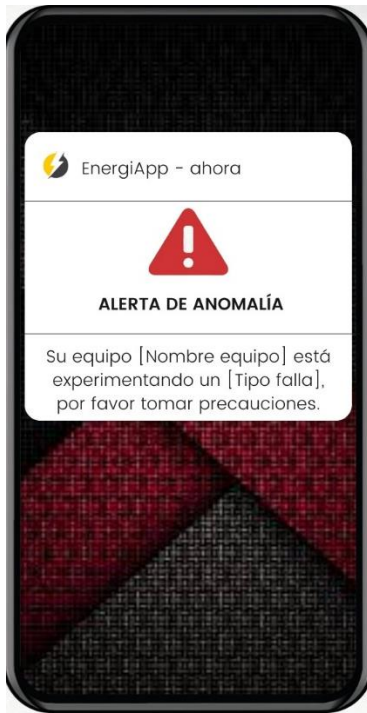 EnergiApp - ahora
ALERTA DE ANOMALÍA
Su equipo [Nombre equipo] está
experimentando un [Tipo falla],
por favor tomar precauciones.